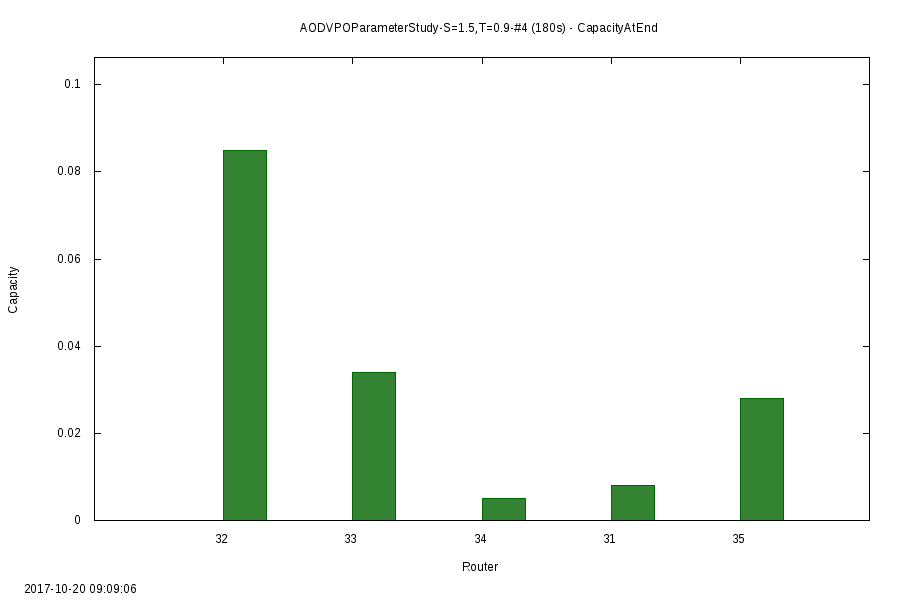 AODVPOParameterStudy-S=1.5,T=0.9-#4 (180s) - CapacityAtEnd
0.1
0.08
0.06
0.04
0.02
0
Capacity
32 33 34 31 35
Router
2017-10-20 09:09:06